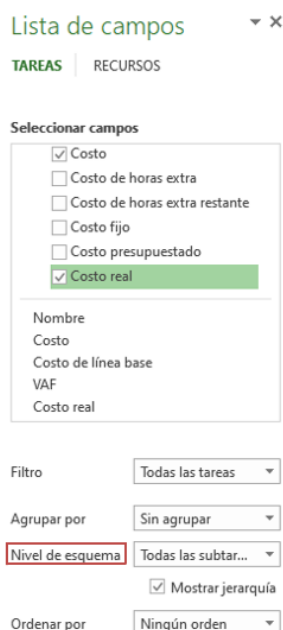 Lista de campos
TAREAS RECURSOS
Seleccionar campos
Costo
Costo de horas extra
Costo de horas extra restante
Costo fijo
Costo presupuestado
Costo real
Nombre
Costo
Costo de línea base
VAF
Costo real
Filtro Todas las tareas
Agrupar por Sin agrupar
Nivel de esquema Todas las subtar...
Mostrar jerarquía
Ordenar por Ningún orden